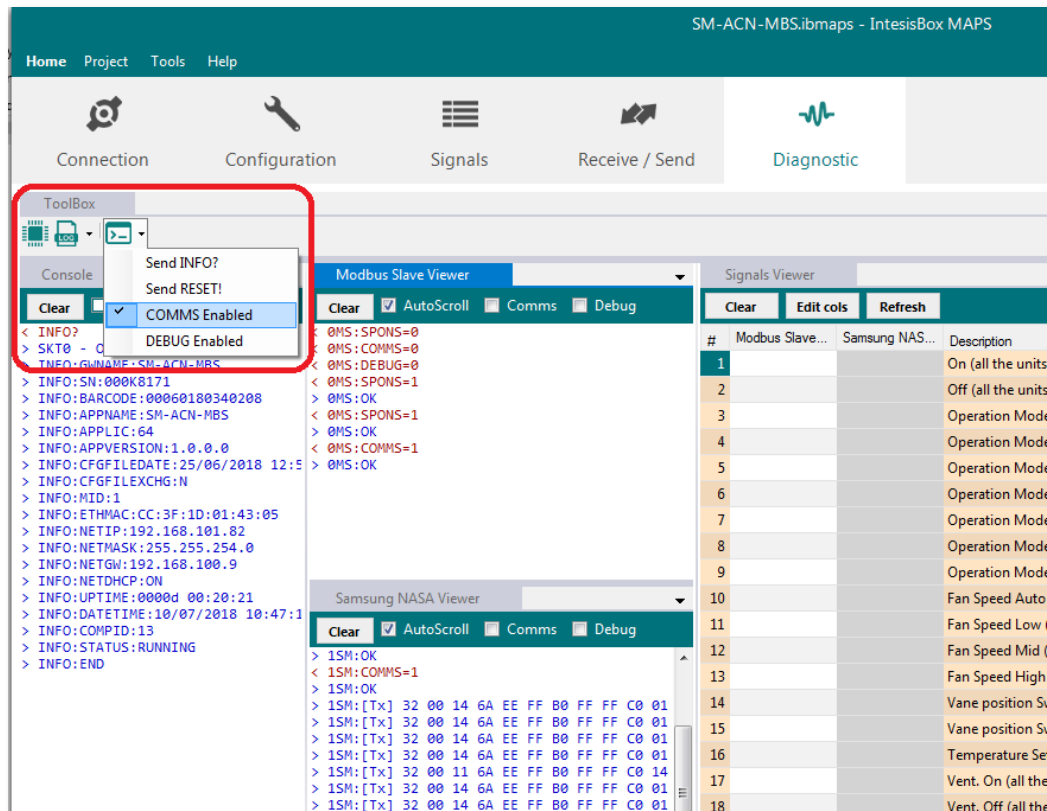 SM-ACN-MBS.ibmaps - IntesisBox MAPS
Home Project Tools Help
Connection
Configuration
Signals
Receive / Send
Diagnostic
ToolBox
LOG
Send INFO?
Send RESET!
COMMS Enabled
DEBUG Enabled
Console
Clear
< INFO?
> SKT0 - O
> INFO:GWNAME:SM-ACN-MBS
> INFO:SN:000K8171
> INFO:BARCODE:00060180340208
> INFO:APPNAME:SM-ACN-MBS
> INFO:APPLIC:64
> INFO:APPVERSION:1.0.0.0
> INFO:CFGFILEDATE:25/06/2018 12:5
> INFO:CFGFILEXCHG:N
> INFO:MID:1
> INFO:ETHMAC:CC:3F:1D:01:43:05
> INFO:NETIP:192.168.101.82
> INFO:NETMASK:255.255.254.0
> INFO:NETGW:192.168.100.9
> INFO:NETDHCP:ON
> INFO:UPTIME:0000d 00:20:21
> INFO:DATETIME:10/07/2018 10:47:1
> INFO:COMPID:13
> INFO:STATUS:RUNNING
> INFO:END
Modbus Slave Viewer
Clear AutoScroll Comms Debug
< 0MS:SPONS=0
< 0MS:COMMS=0
< 0MS:DEBUG=0
< 0MS:SPONS=1
> 0MS:OK
< 0MS:SPONS=1
> 0MS:OK
< 0MS:COMMS=1
> 0MS:OK
Samsung NASA Viewer
Clear AutoScroll Comms Debug
> 1SM:OK
< 1SM:COMMS=1
> 1SM:OK
> 1SM:[Tx] 32 00 14 6A EE FF B0 FF FF C0 01
> 1SM:[Tx] 32 00 14 6A EE FF B0 FF FF C0 01
> 1SM:[Tx] 32 00 14 6A EE FF B0 FF FF C0 01
> 1SM:[Tx] 32 00 14 6A EE FF B0 FF FF C0 01
> 1SM:[Tx] 32 00 11 6A EE FF B0 FF FF C0 14
> 1SM:[Tx] 32 00 14 6A EE FF B0 FF FF C0 01
> 1SM:[Tx] 32 00 14 6A EE FF B0 FF FF C0 01
Signals Viewer
Clear Edit cols Refresh
# Modbus Slave... Samsung NAS... Description
1 On (all the units
2 Off (all the units
3 Operation Mode
4 Operation Mode
5 Operation Mode
6 Operation Mode
7 Operation Mode
8 Operation Mode
9 Operation Mode
10 Fan Speed Auto
11 Fan Speed Low (
12 Fan Speed Mid (
13 Fan Speed High
14 Vane position Sw
15 Vane position Sw
16 Temperature Set
17 Vent. On (all the
18 Vent. Off (all the